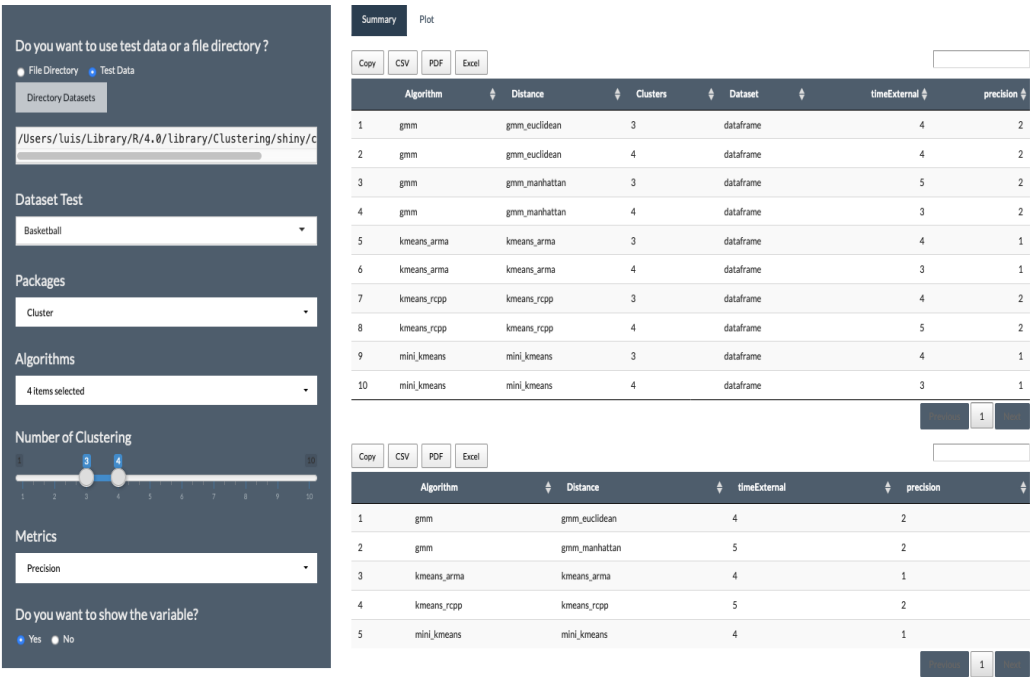 Do you want to use test data or a file directory ?
File Directory Test Data
Directory Datasets
/Users/luis/Library/R/4.0/library/Clustering/shiny/c
Dataset Test
Basketball
Packages
Cluster
Algorithms
4 items selected
Number of Clustering
1 3 4 10
1 2 3 4 5 6 7 8 9 10
Metrics
Precision
Do you want to show the variable?
Yes No
Summary Plot
Copy CSV PDF Excel
Algorithm Distance Clusters Dataset timeExternal precision
1 gmm gmm_euclidean 3 dataframe 4 2
2 gmm gmm_euclidean 4 dataframe 4 2
3 gmm gmm_manhattan 3 dataframe 5 2
4 gmm gmm_manhattan 4 dataframe 3 2
5 kmeans_arma kmeans_arma 3 dataframe 4 1
6 kmeans_arma kmeans_arma 4 dataframe 3 1
7 kmeans_rcpp kmeans_rcpp 3 dataframe 4 2
8 kmeans_rcpp kmeans_rcpp 4 dataframe 5 2
9 mini_kmeans mini_kmeans 3 dataframe 4 1
10 mini_kmeans mini_kmeans 4 dataframe 3 1
Previous 1 Next
Copy CSV PDF Excel
Algorithm Distance timeExternal precision
1 gmm gmm_euclidean 4 2
2 gmm gmm_manhattan 5 2
3 kmeans_arma kmeans_arma 4 1
4 kmeans_rcpp kmeans_rcpp 5 2
5 mini_kmeans mini_kmeans 4 1
Previous 1 Next